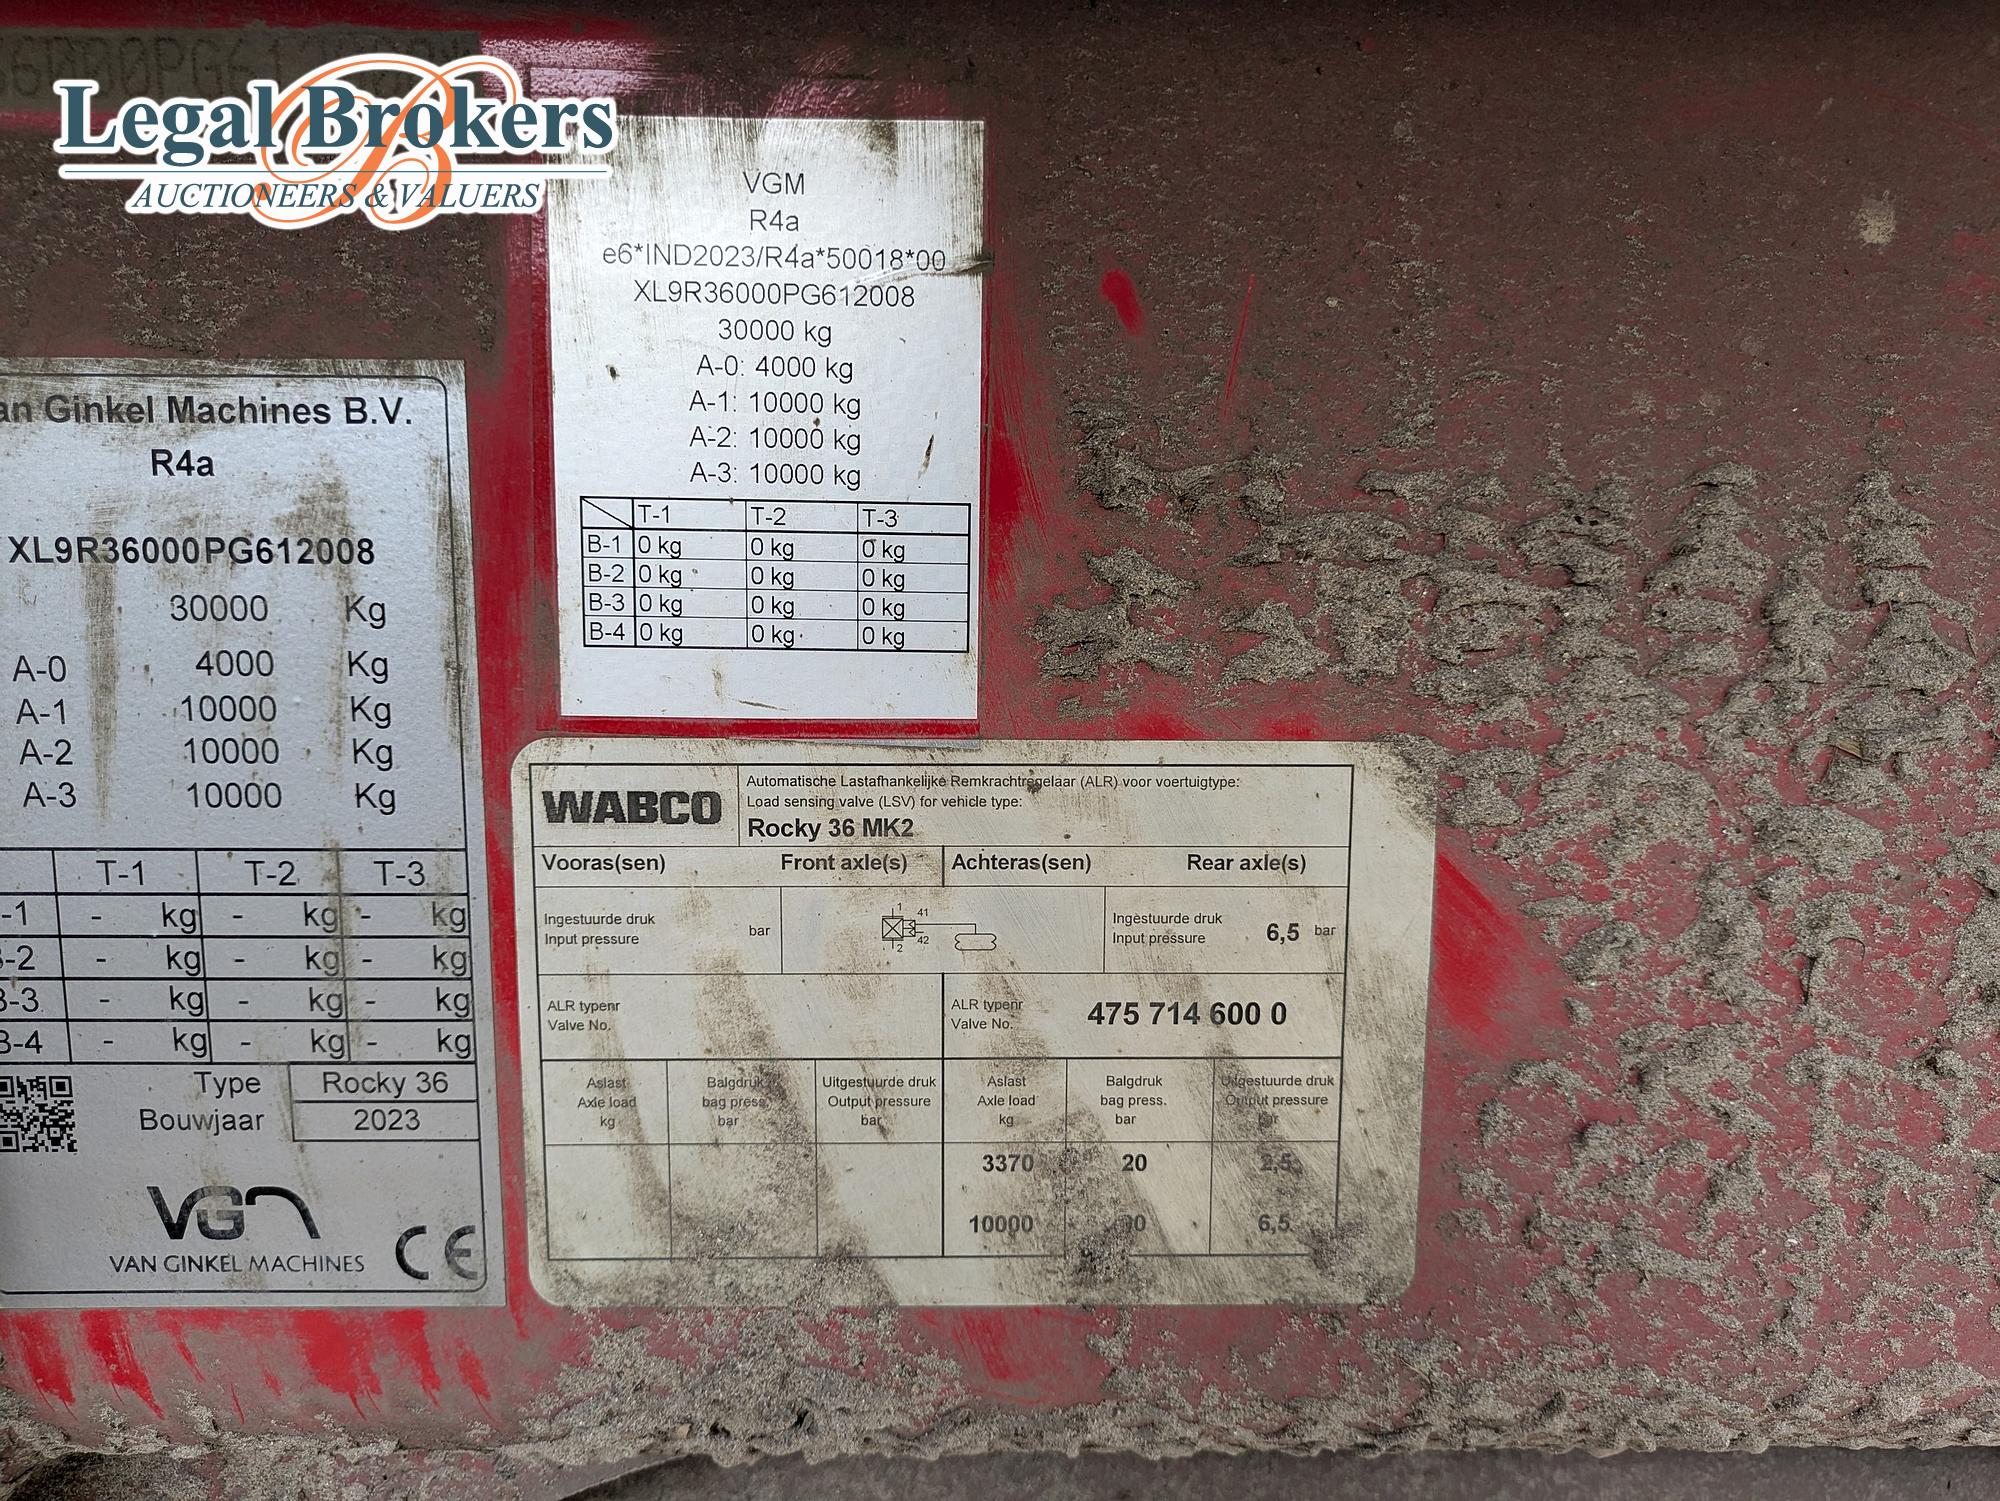 Legal Brokers
AUCTIONEERS & VALUERS
VGM
R4a
e6*IND2023/R4a*50018*00
XL9R36000PG612008
30000 kg
A-0: 4000 kg
A-1: 10000 kg
A-2: 10000 kg
A-3: 10000 kg
T-1 T-2 T-3
B-1 0 kg 0 kg 0 kg
B-2 0 kg 0 kg 0 kg
B-3 0 kg 0 kg 0 kg
B-4 0 kg 0 kg 0 kg
Ginkel Machines B.V.
R4a
XL9R36000PG612008
30000 Kg
A-0 4000 Kg
A-1 10000 Kg
A-2 10000 Kg
A-3 10000 Kg
T-1 T-2 T-3
-1 - kg - kg - kg
-2 - kg - kg - kg
-3 - kg - kg - kg
-4 - kg - kg - kg
Type Rocky 36
Bouwjaar 2023
VGM
VAN GINKEL MACHINES
CE
WABCO
Automatische Lastafhankelijke Remkrachtregelaar (ALR) voor voertuigtype:
Load sensing valve (LSV) for vehicle type:
Rocky 36 MK2
Vooras(sen) Front axle(s) Achteras(sen) Rear axle(s)
Ingestuurde druk
Input pressure bar
1 41 42 2
Ingestuurde druk
Input pressure 6,5 bar
ALR typenr
Valve No.
ALR typenr
Valve No. 475 714 600 0
Aslast Balgdruk Uitgestuurde druk Aslast Balgdruk Uitgestuurde druk
Axle load bag press. Output pressure Axle load bag press. Output pressure
kg bar bar kg bar bar
3370 20 2,5
10000 6,5